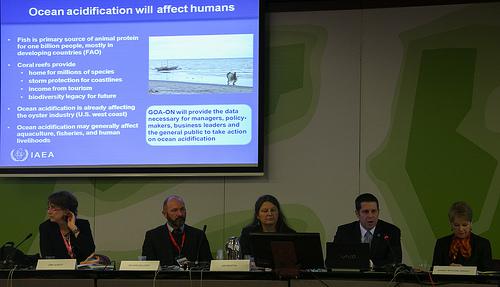 Ocean acidification will affect humans
• Fish is primary source of animal protein
for one billion people, mostly in
developing countries (FAO)
• Coral reefs provide
• home for millions of species
• storm protection for coastlines
• income from tourism
• biodiversity legacy for future
• Ocean acidification is already affecting
the oyster industry (U.S. west coast)
• Ocean acidification may generally affect
aquaculture, fisheries, and human
livelihoods
GOA-ON will provide the data
necessary for managers, policy-
makers, business leaders and
the general public to take action
on ocean acidification
IAEA
VAIO